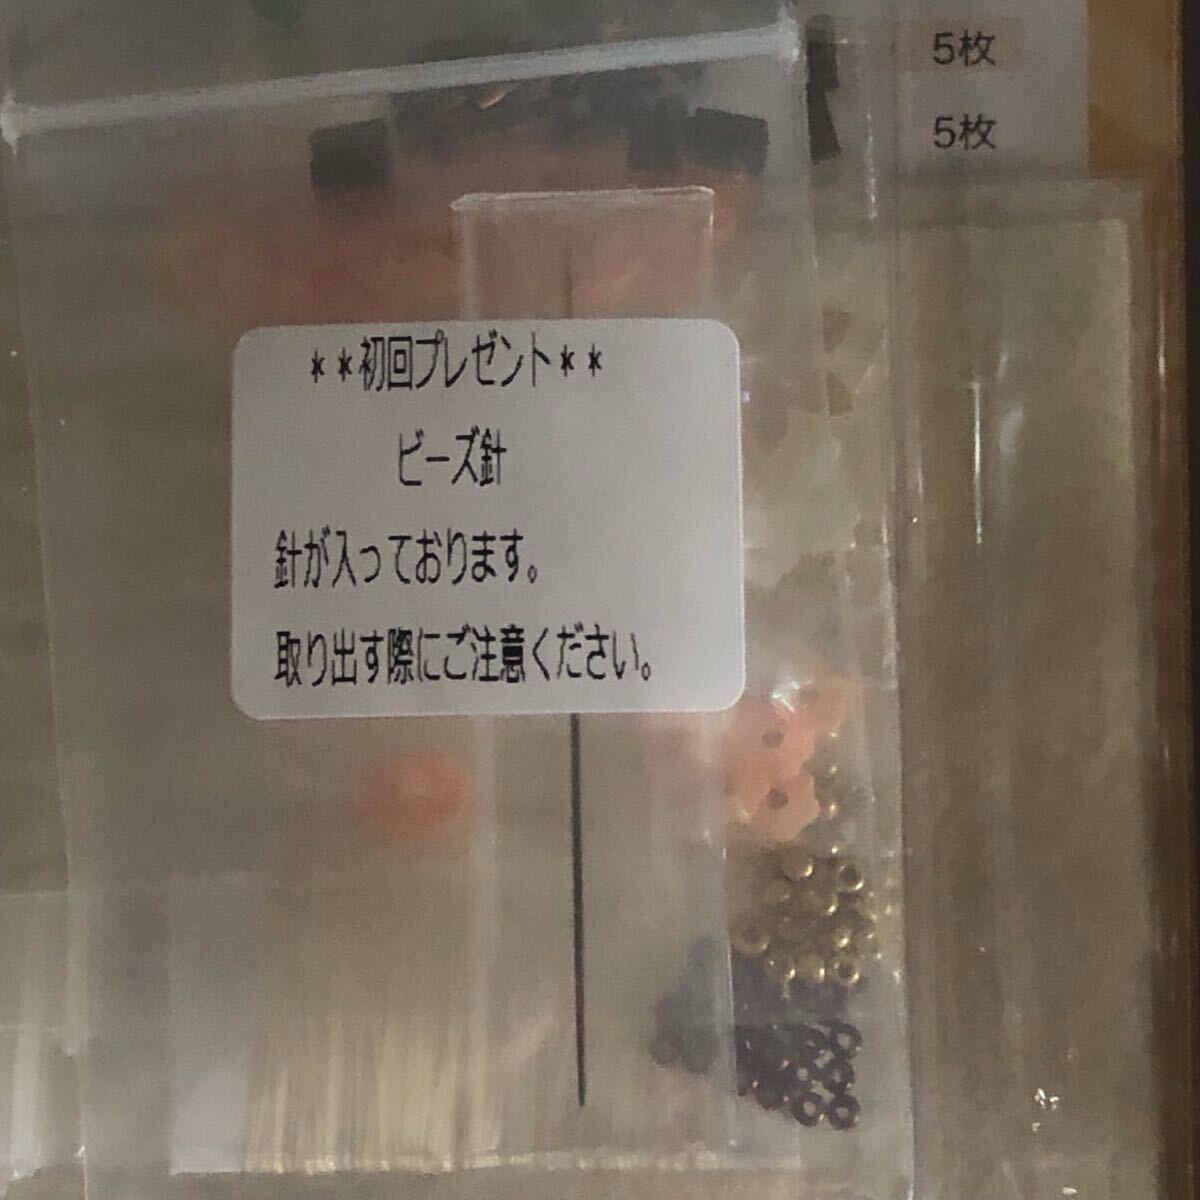 5枚
5枚
**初回プレゼント**
ビーズ針
針が入っております。
取り出す際にご注意ください。